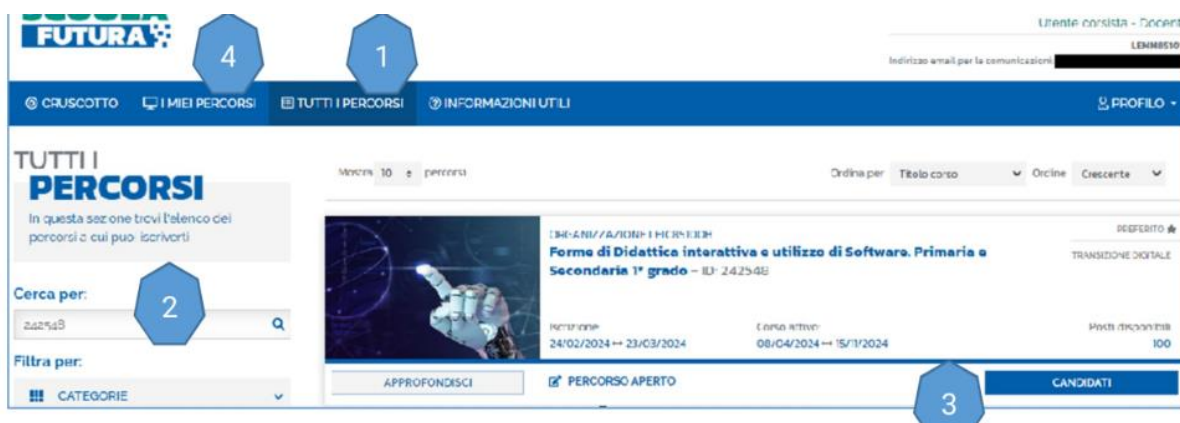 SCUOLA
FUTURA
4
1
Utente corsista - Docent
Indirizzo email per le comunicazioni:
CRUSCOTTO
I MIEI PERCORSI
TUTTI I PERCORSI
INFORMAZIONI UTILI
PROFILO
TUTTI I
PERCORSI
In questa sezione trovi l'elenco dei
percorsi a cui puoi iscriverti
Mostra 10 percorsi
Ordina per Titolo corso Ordine Crescente
Forme di Didattica interattiva e utilizzo di Software. Primaria e
Secondaria 1° grado – ID: 242548
PREFERITO
TRANSIZIONE DIGITALE
Cerca per:
2
242548
Iscrizione Corso attivo: Posti disponibili
24/02/2024 ↔ 23/03/2024 08/04/2024 ↔ 15/11/2024 100
Filtra per:
CATEGORIE
APPROFONDISCI
PERCORSO APERTO
3
CANDIDATI